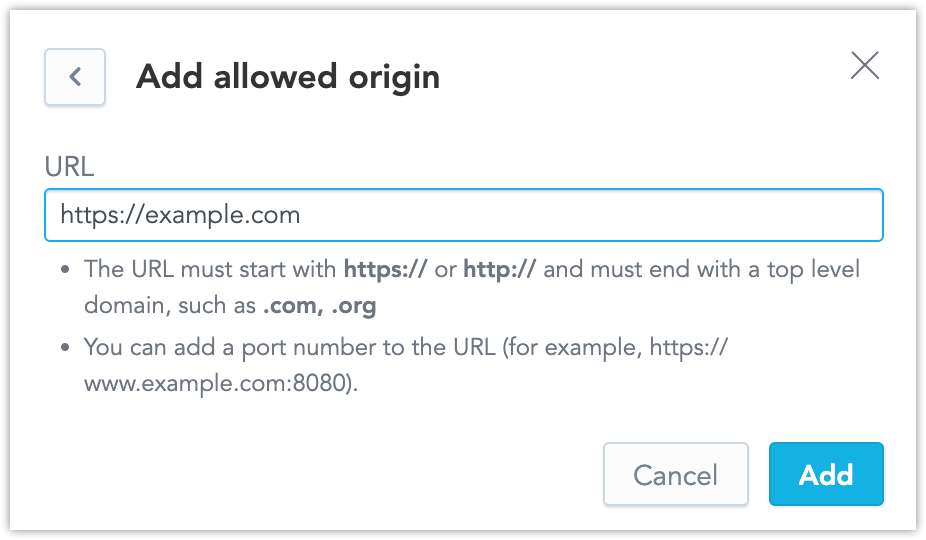 Add allowed origin
URL
https://example.com
• The URL must start with https:// or http:// and must end with a top level
domain, such as .com, .org
• You can add a port number to the URL (for example, https://
www.example.com:8080).
Cancel
Add